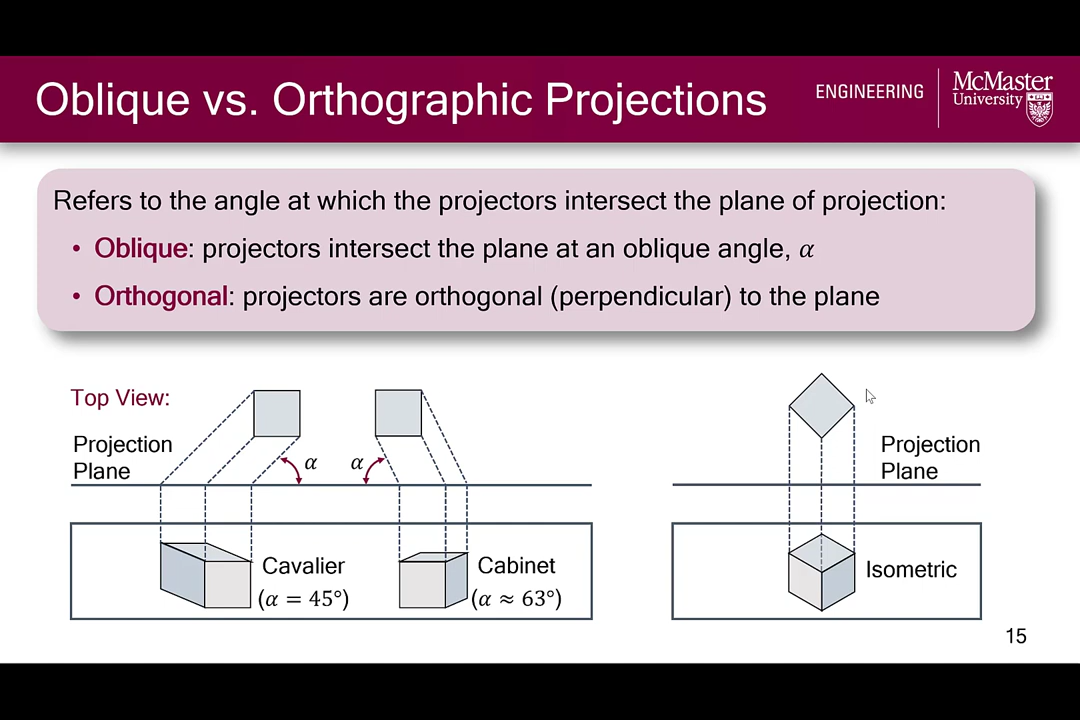 Oblique vs. Orthographic Projections
ENGINEERING
McMaster
University
Refers to the angle at which the projectors intersect the plane of projection:
• Oblique: projectors intersect the plane at an oblique angle, α
• Orthogonal: projectors are orthogonal (perpendicular) to the plane
Top View:
Projection
Plane
α
α
Cavalier
(α = 45°)
Cabinet
(α ≈ 63°)
Projection
Plane
Isometric
15